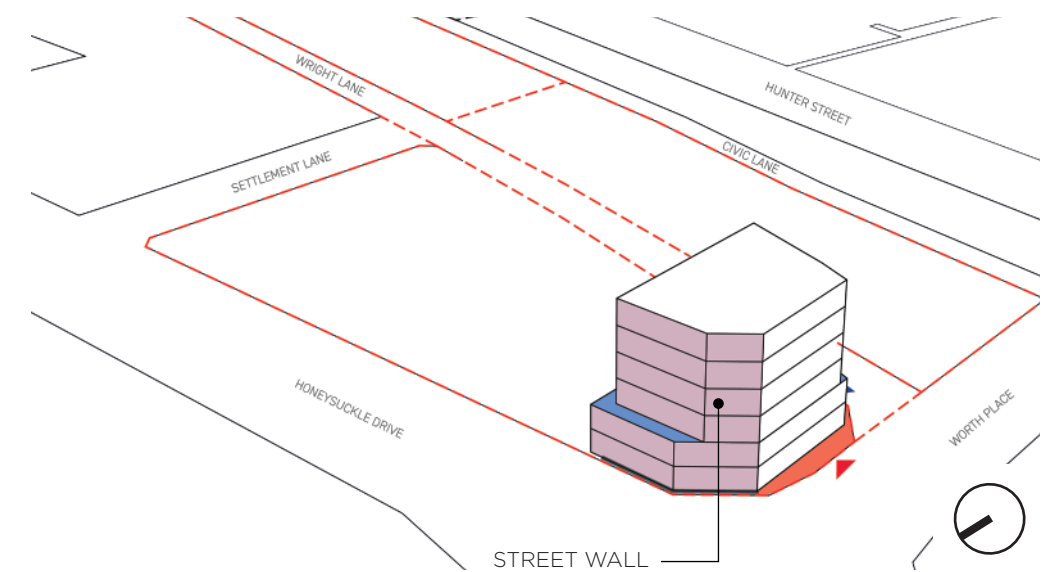 WRIGHT LANE
HUNTER STREET
CIVIC LANE
SETTLEMENT LANE
HONEYSUCKLE DRIVE
WORTH PLACE
STREET WALL